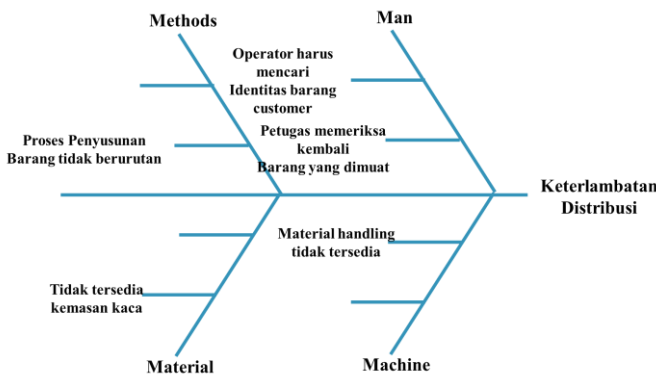 Methods
Man
Operator harus
mencari
Identitas barang
customer
Proses Penyusunan
Barang tidak berurutan
Petugas memeriksa
kembali
Barang yang dimuat
Keterlambatan
Distribusi
Material handling
tidak tersedia
Tidak tersedia
kemasan kaca
Material
Machine